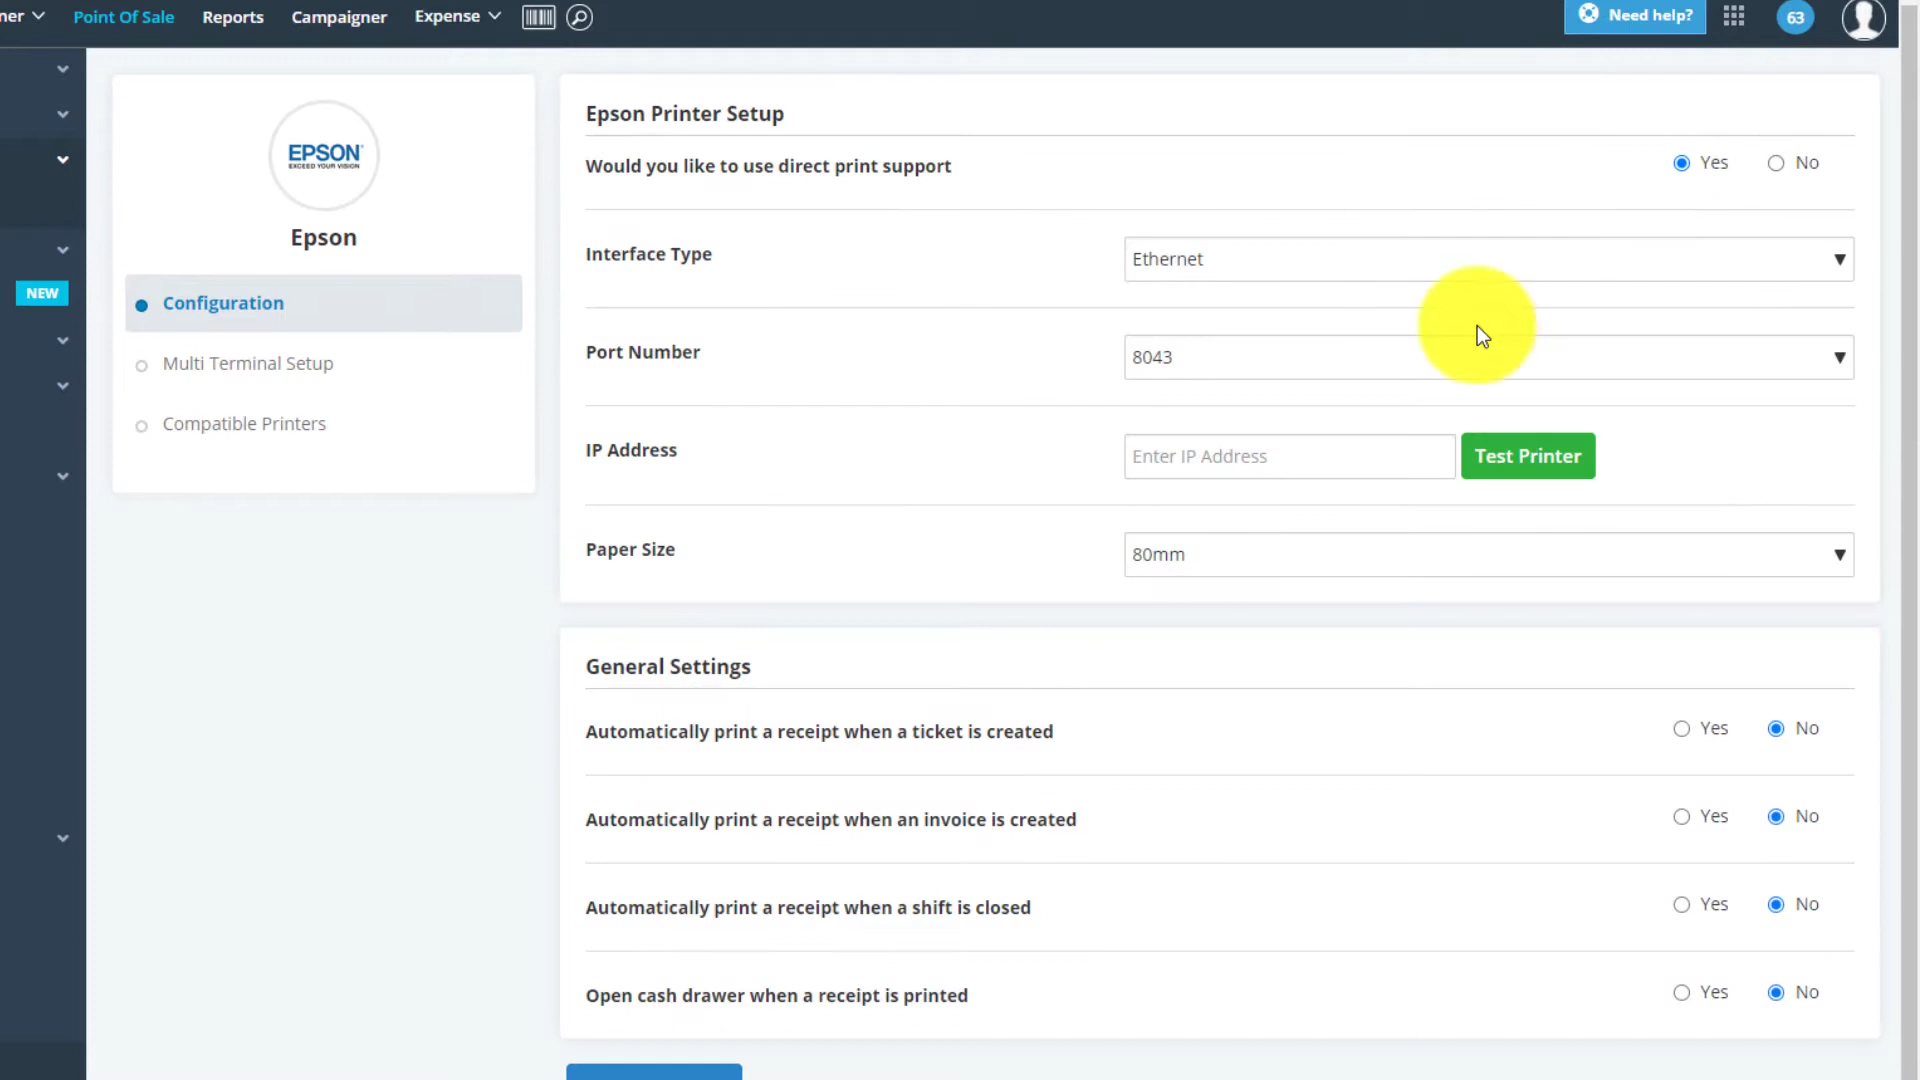 ner
Point Of Sale
Reports
Campaigner
Expense
Need help?
63
NEW
EPSON
EXCEED YOUR VISION
Epson
Configuration
Multi Terminal Setup
Compatible Printers
Epson Printer Setup
Would you like to use direct print support
Yes
No
Interface Type
Ethernet
Port Number
8043
IP Address
Enter IP Address
Test Printer
Paper Size
80mm
General Settings
Automatically print a receipt when a ticket is created
Yes
No
Automatically print a receipt when an invoice is created
Yes
No
Automatically print a receipt when a shift is closed
Yes
No
Open cash drawer when a receipt is printed
Yes
No